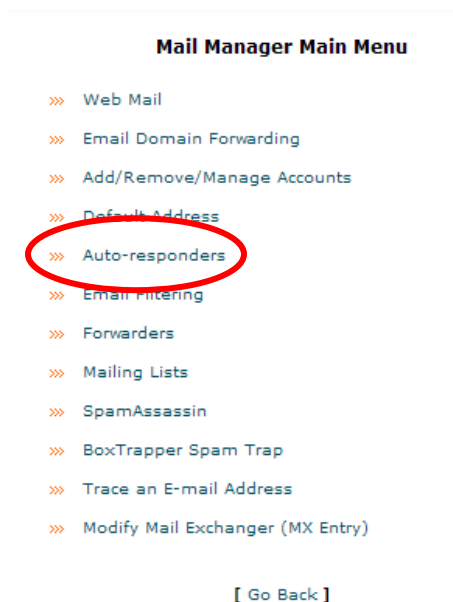 Mail Manager Main Menu
»» Web Mail
»» Email Domain Forwarding
»» Add/Remove/Manage Accounts
»» Default Address
»» Auto-responders
»» Email Filtering
»» Forwarders
»» Mailing Lists
»» SpamAssassin
»» BoxTrapper Spam Trap
»» Trace an E-mail Address
»» Modify Mail Exchanger (MX Entry)
[ Go Back ]